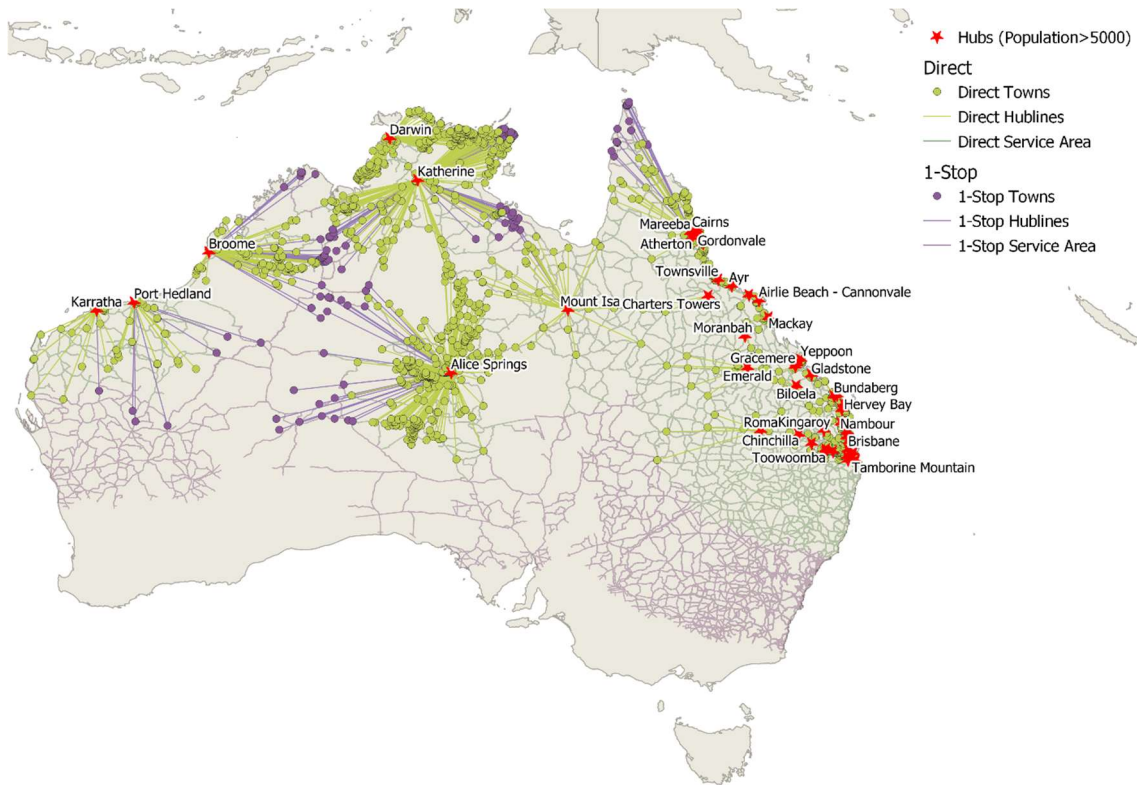 Hubs (Population>5000)
Direct
Direct Towns
Direct Hublines
Direct Service Area
1-Stop
1-Stop Towns
1-Stop Hublines
1-Stop Service Area
Darwin
Katherine
Broome
Karratha
Port Hedland
Alice Springs
Mount Isa
Mareeba
Cairns
Atherton
Gordonvale
Townsville
Ayr
Charters Towers
Airlie Beach - Cannonvale
Mackay
Moranbah
Yeppoon
Gracemere
Gladstone
Emerald
Biloela
Bundaberg
Hervey Bay
Roma
Kingaroy
Nambour
Chinchilla
Brisbane
Toowoomba
Tamborine Mountain